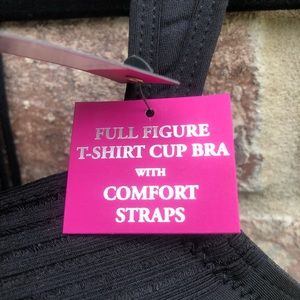 FULL FIGURE
T-SHIRT CUP BRA
WITH
COMFORT
STRAPS